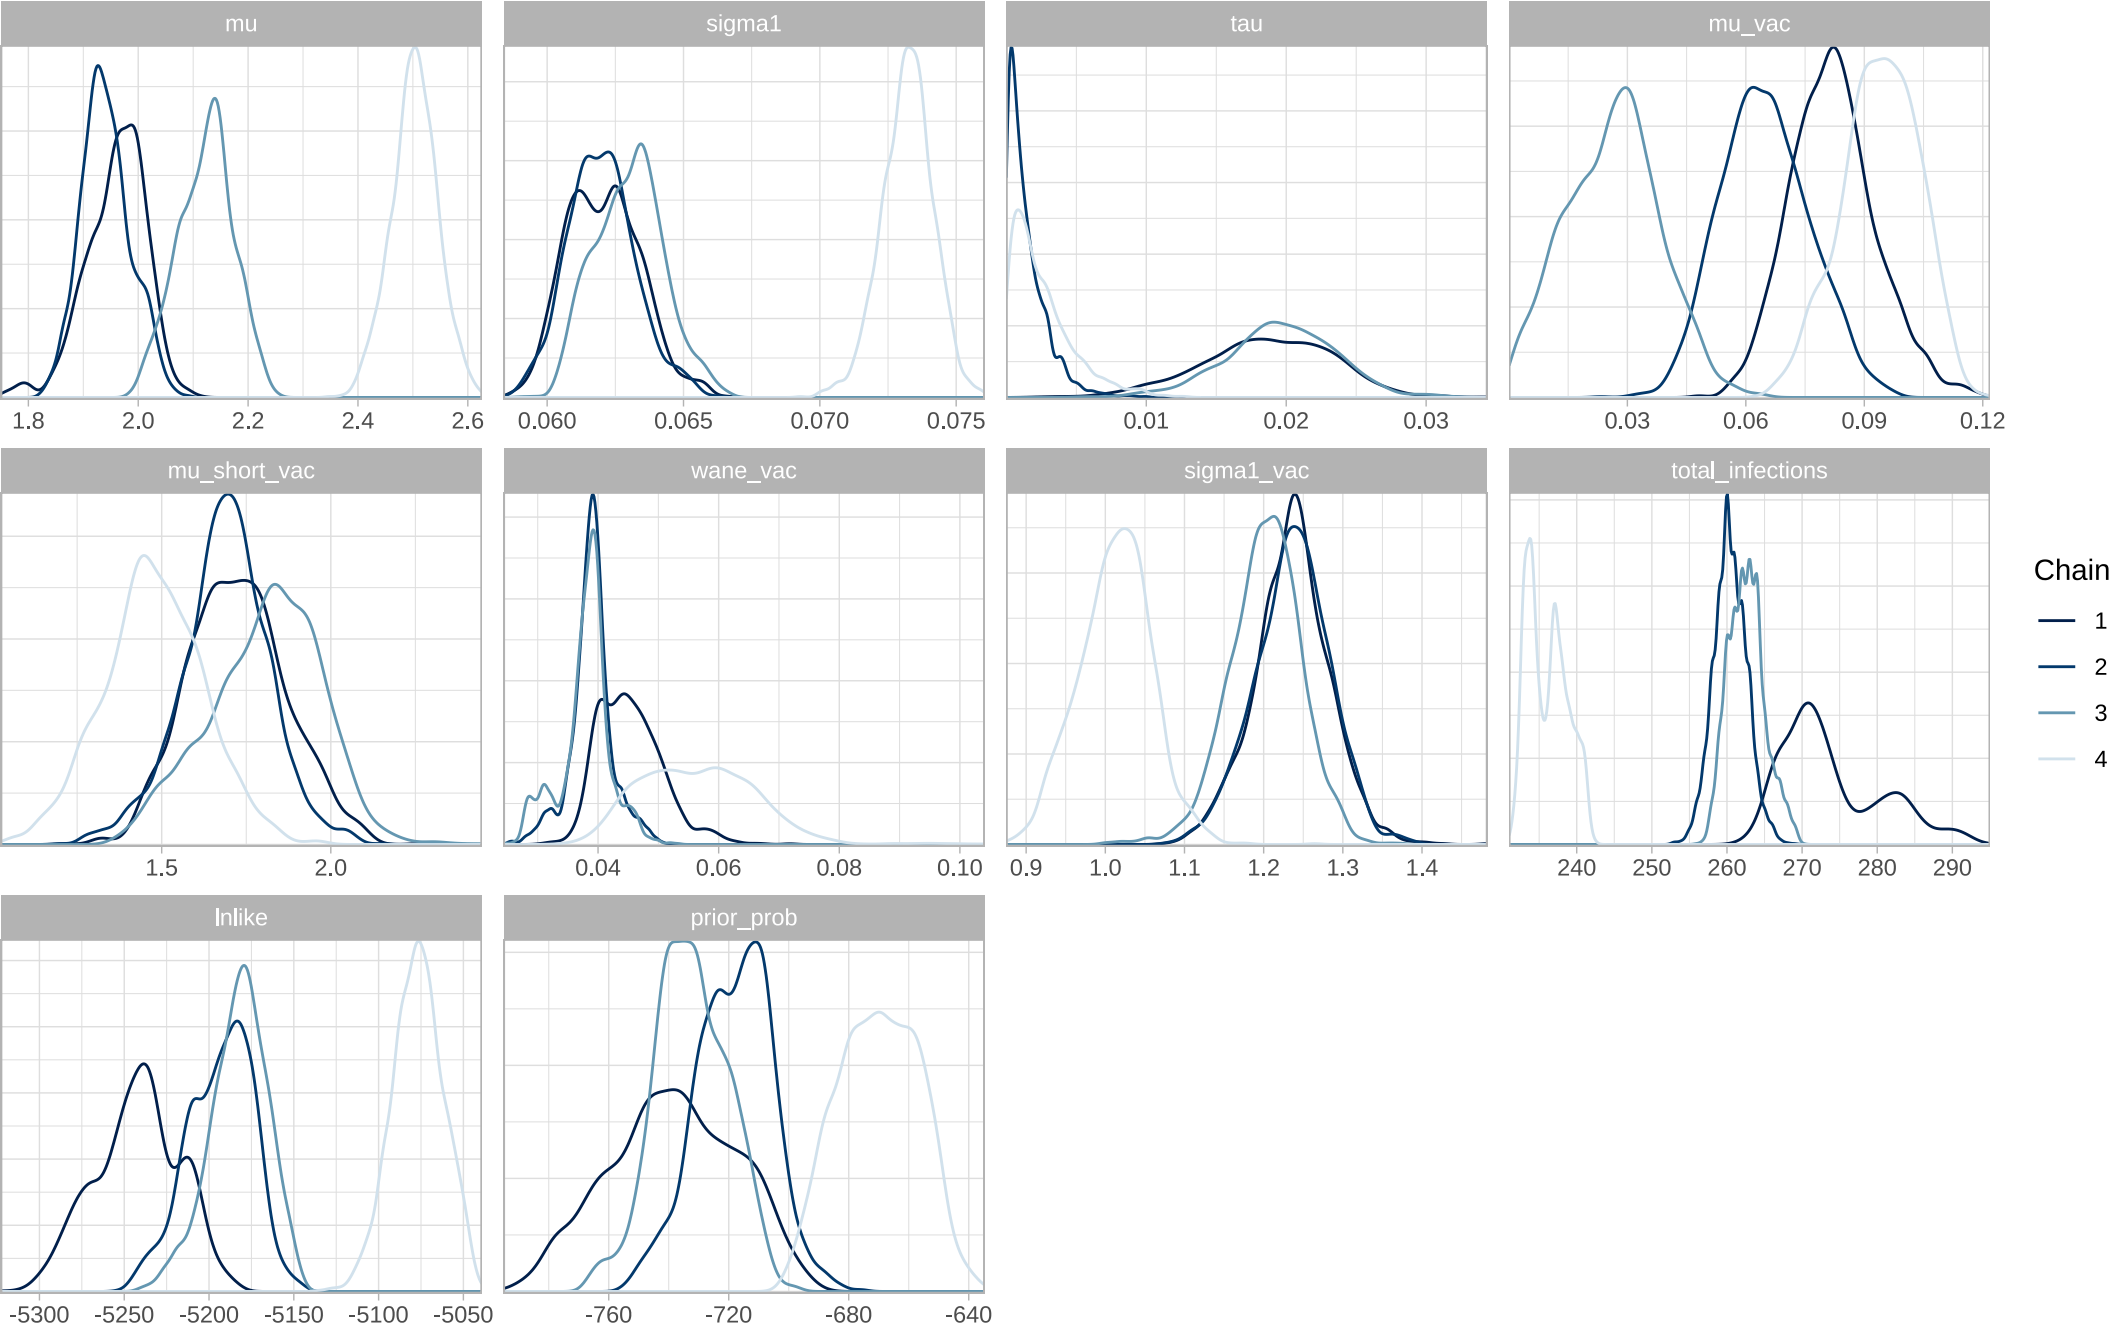 mu sigma1 tau mu_vac
1.8 2.0 2.2 2.4 2.6 0.060 0.065 0.070 0.075 0.01 0.02 0.03 0.03 0.06 0.09 0.12
mu_short_vac wane_vac sigma1_vac total_infections
1.5 2.0 0.04 0.06 0.08 0.10 0.9 1.0 1.1 1.2 1.3 1.4 240 250 260 270 280 290
Chain
1
2
3
4
lnlike prior_prob
-5300 -5250 -5200 -5150 -5100 -5050 -760 -720 -680 -640